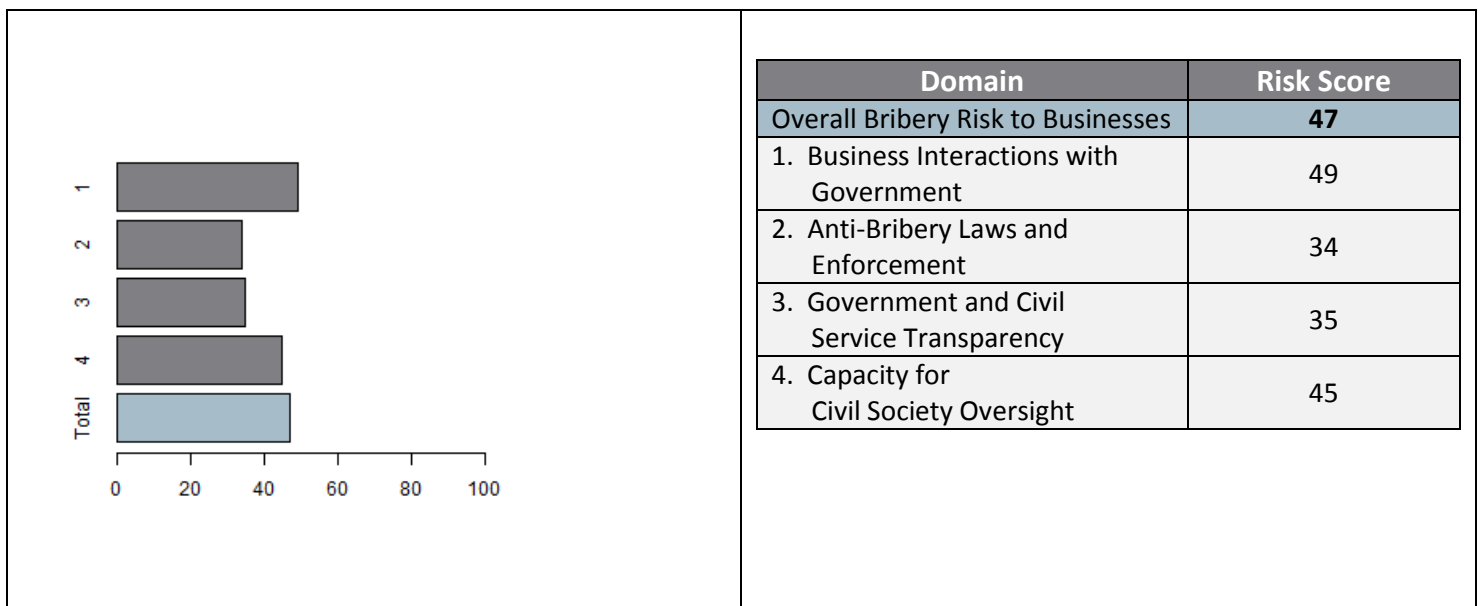 1
2
3
4
Total
0 20 40 60 80 100
Domain Risk Score
Overall Bribery Risk to Businesses 47
1. Business Interactions with
Government
49
2. Anti-Bribery Laws and
Enforcement
34
3. Government and Civil
Service Transparency
35
4. Capacity for
Civil Society Oversight
45